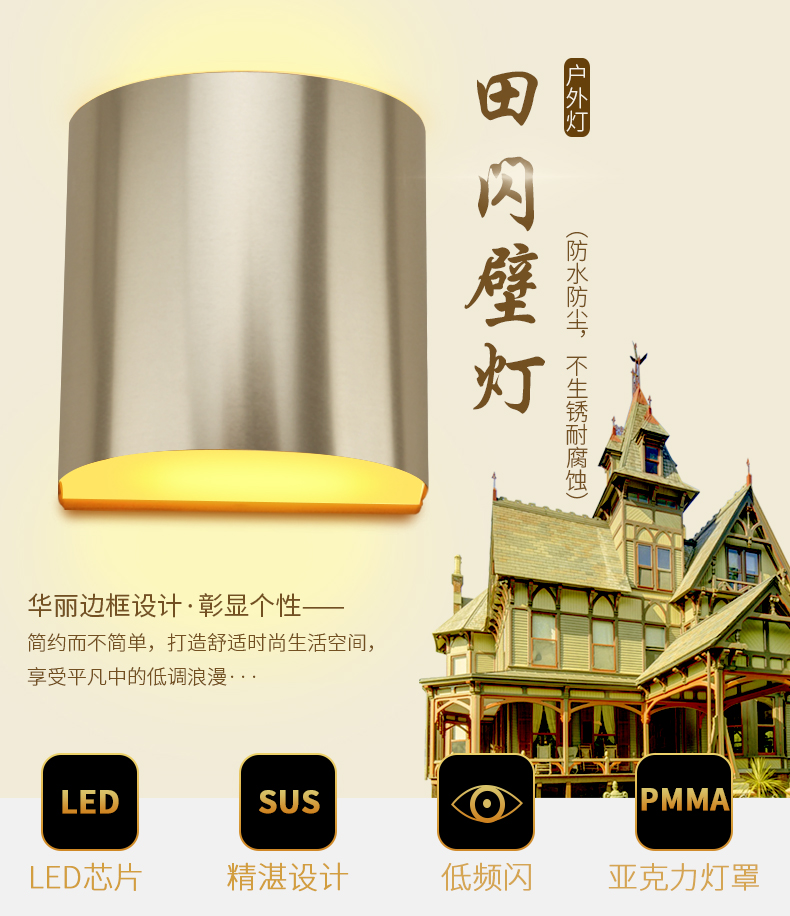 田闪壁灯
户外灯
(防水防尘，不生锈耐腐蚀)
华丽边框设计·彰显个性——
简约而不简单，打造舒适时尚生活空间，
享受平凡中的低调浪漫···
LED
SUS
PMMA
LED芯片
精湛设计
低频闪
亚克力灯罩